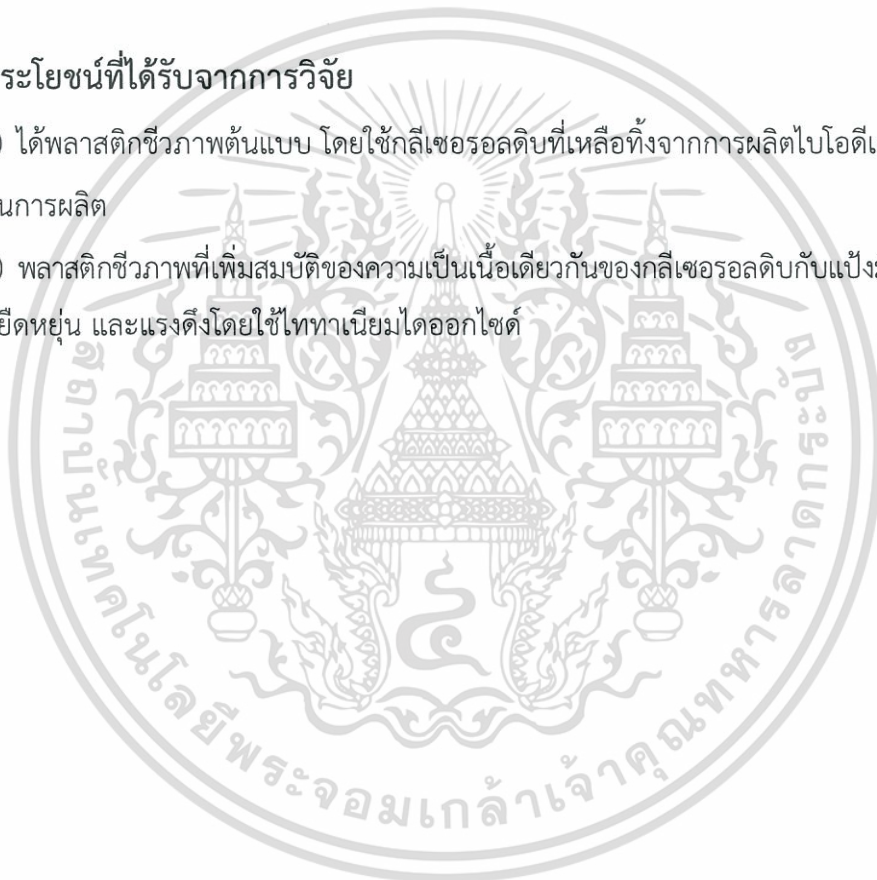 ระโยชน์ที่ได้รับจากการวิจัย
) ได้พลาสติกชีวภาพต้นแบบ โดยใช้กลีเซอรอลดิบที่เหลือทิ้งจากการผลิตไบโอดีเ
นการผลิต
) พลาสติกชีวภาพที่เพิ่มสมบัติของความเป็นเนื้อเดียวกันของกลีเซอรอลดิบกับแป้งม
ยืดหยุ่น และแรงดึงโดยใช้ไททาเนียมไดออกไซด์
สถาบันเทคโนโลยีพระจอมเกล้าเจ้าคุณทหารลาดกระบัง
๔